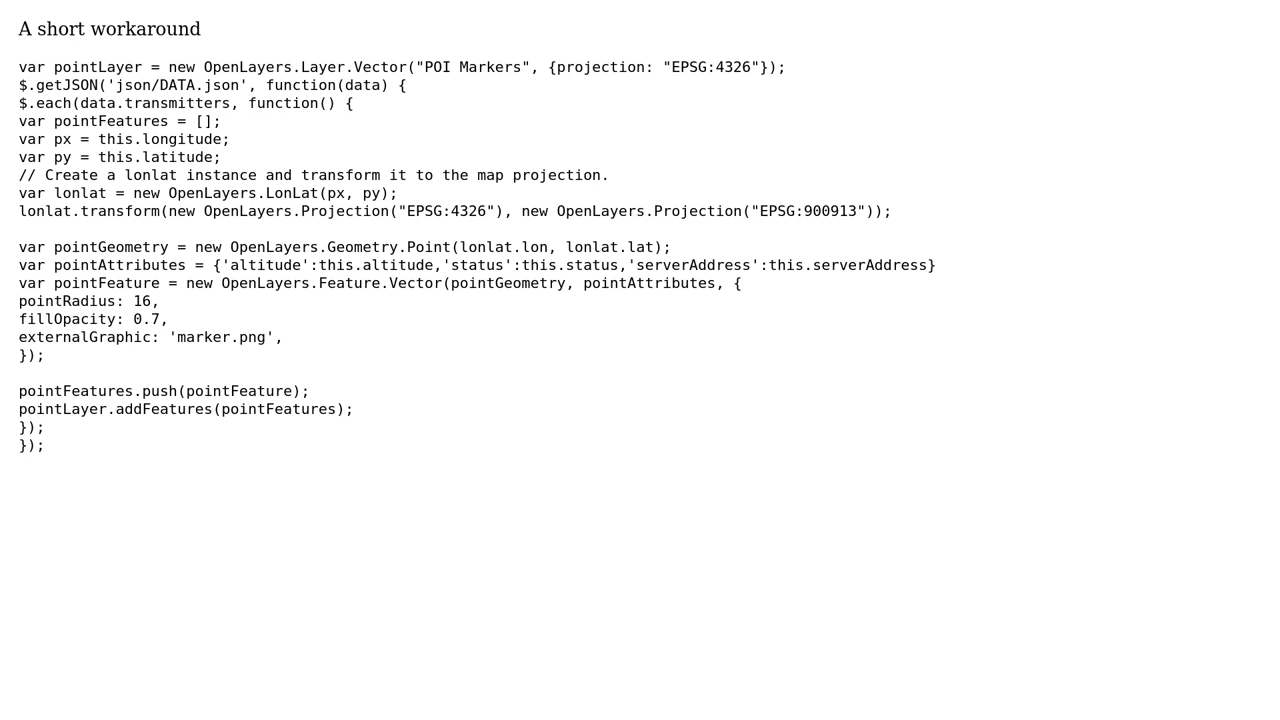 A short workaround
var pointLayer = new OpenLayers.Layer.Vector("POI Markers", {projection: "EPSG:4326"});
$.getJSON('json/DATA.json', function(data) {
$.each(data.transmitters, function() {
var pointFeatures = [];
var px = this.longitude;
var py = this.latitude;
// Create a lonlat instance and transform it to the map projection.
var lonlat = new OpenLayers.LonLat(px, py);
lonlat.transform(new OpenLayers.Projection("EPSG:4326"), new OpenLayers.Projection("EPSG:900913"));
var pointGeometry = new OpenLayers.Geometry.Point(lonlat.lon, lonlat.lat);
var pointAttributes = {'altitude':this.altitude,'status':this.status,'serverAddress':this.serverAddress}
var pointFeature = new OpenLayers.Feature.Vector(pointGeometry, pointAttributes, {
pointRadius: 16,
fillOpacity: 0.7,
externalGraphic: 'marker.png',
});
pointFeatures.push(pointFeature);
pointLayer.addFeatures(pointFeatures);
});
});